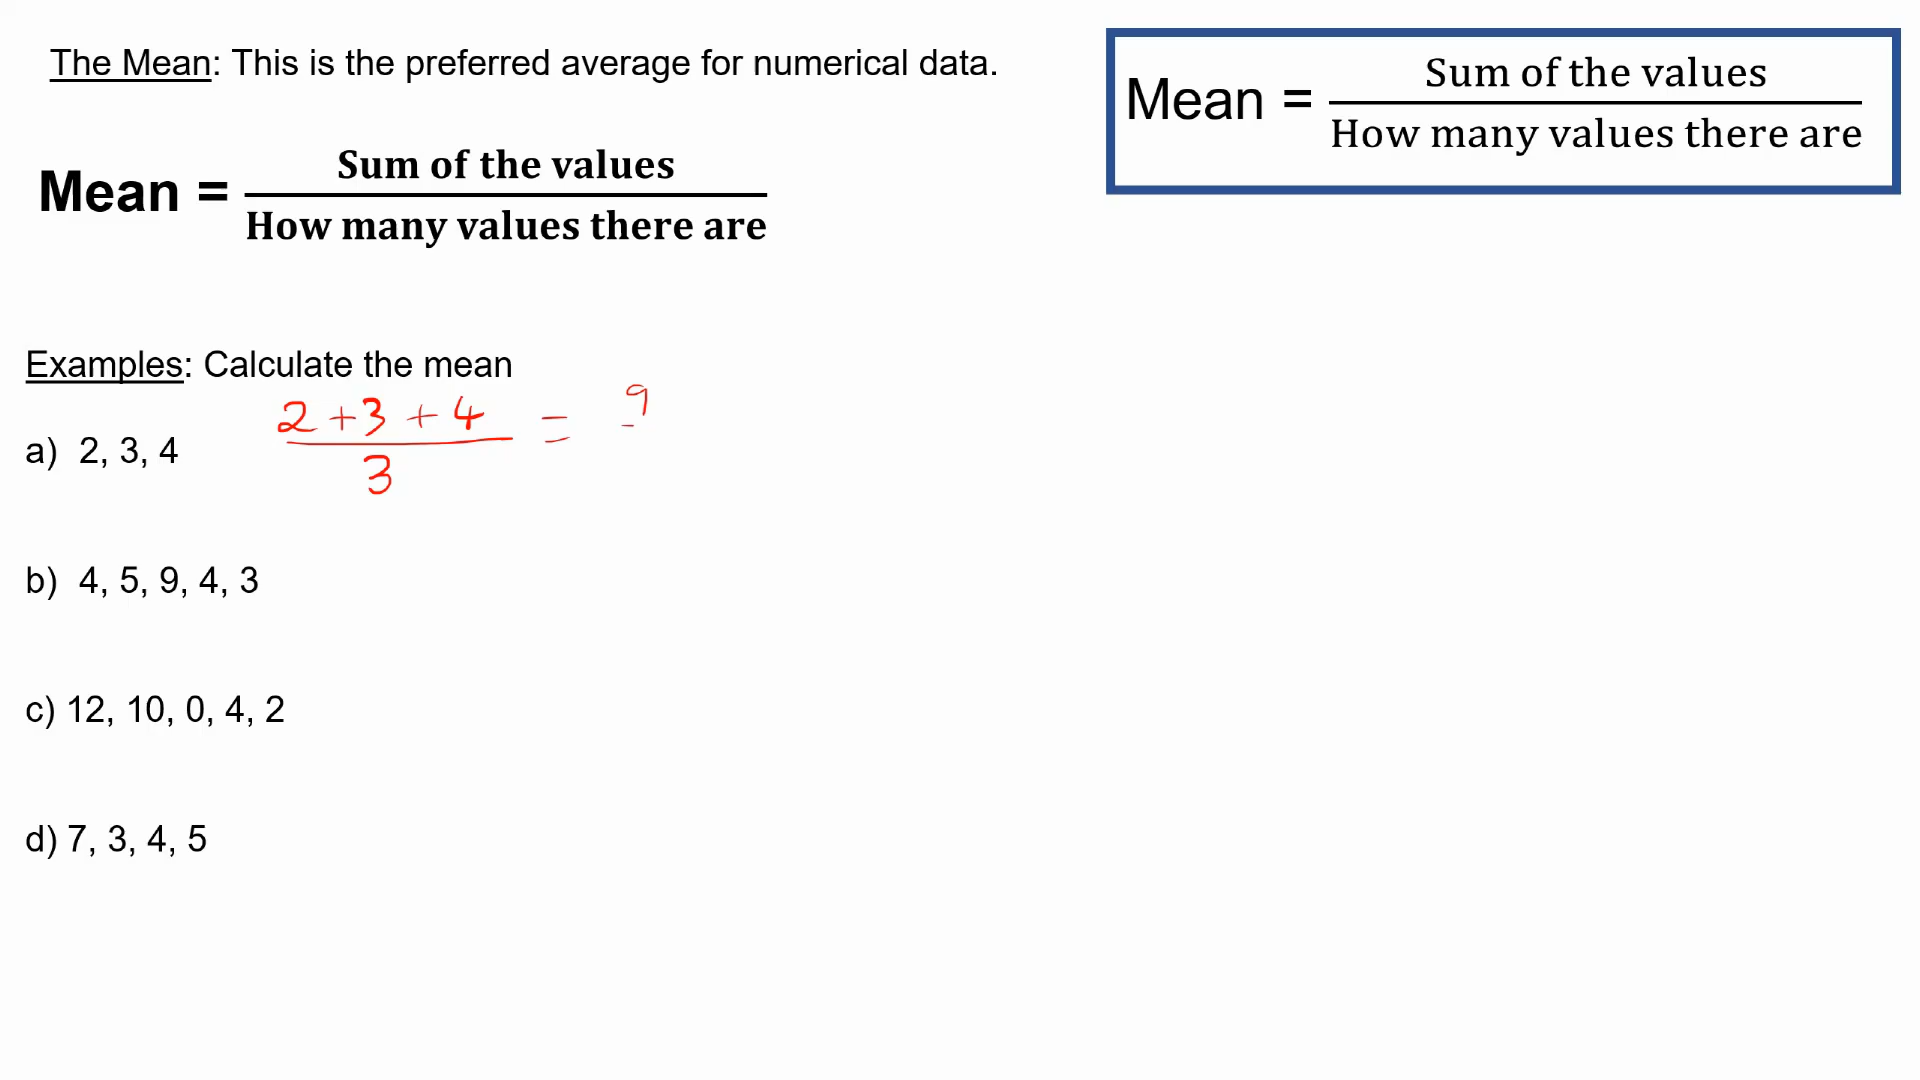 The Mean: This is the preferred average for numerical data.
Mean = Sum of the values
How many values there are
Mean = Sum of the values
How many values there are
Examples: Calculate the mean
2 + 3 + 4 = 9
3
a) 2, 3, 4
b) 4, 5, 9, 4, 3
c) 12, 10, 0, 4, 2
d) 7, 3, 4, 5